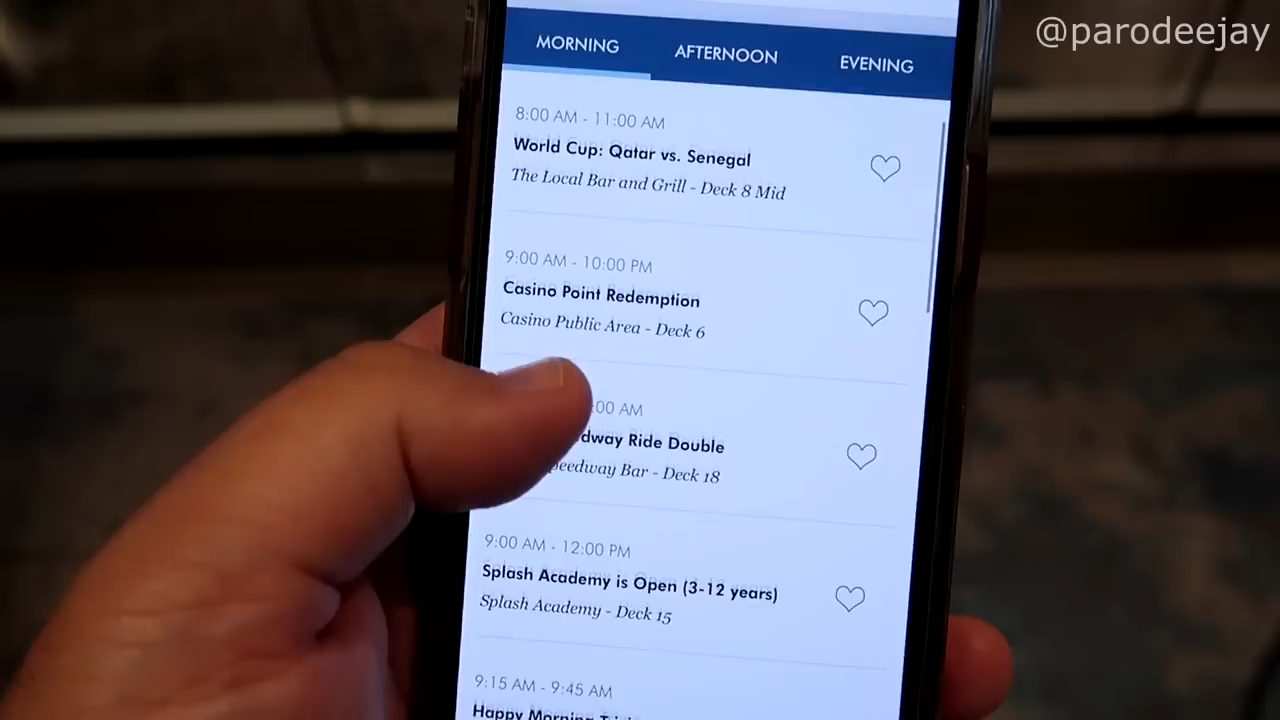 @parodeejay
MORNING AFTERNOON EVENING
8:00 AM - 11:00 AM
World Cup: Qatar vs. Senegal
The Local Bar and Grill - Deck 8 Mid
9:00 AM - 10:00 PM
Casino Point Redemption
Casino Public Area - Deck 6
:00 AM
Ride Double
Bar - Deck 18
9:00 AM - 12:00 PM
Splash Academy is Open (3-12 years)
Splash Academy - Deck 15
9:15 AM - 9:45 AM
Happy Morning